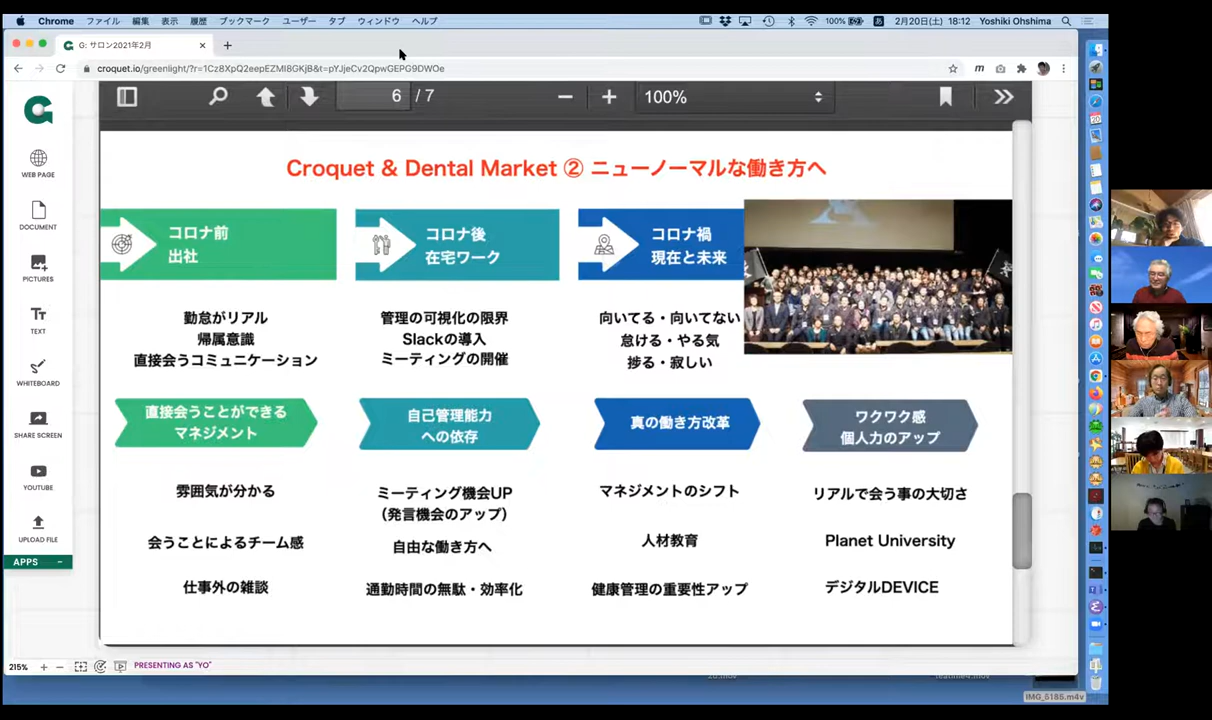 Chrome ファイル 編集 表示 履歴 ブックマーク ユーザー タブ ウィンドウ ヘルプ
100% 2月20日(土) 18:12 Yoshiki Ohshima
G: サロン2021年2月
croquet.io/greenlight/?r=1Cz8XpQ2eepEZMI8GKjB&t=pYJjeCv2QpwGEPG9DWOe
6 / 7
100%
WEB PAGE
DOCUMENT
PICTURES
TEXT
WHITEBOARD
SHARE SCREEN
YOUTUBE
UPLOAD FILE
APPS
Croquet & Dental Market ② ニューノーマルな働き方へ
コロナ前
出社
コロナ後
在宅ワーク
コロナ禍
現在と未来
勤怠がリアル
帰属意識
直接会うコミュニケーション
管理の可視化の限界
Slackの導入
ミーティングの開催
向いてる・向いてない
怠ける・やる気
捗る・寂しい
直接会うことができる
マネジメント
自己管理能力
への依存
真の働き方改革
ワクワク感
個人力のアップ
雰囲気が分かる
会うことによるチーム感
仕事外の雑談
ミーティング機会UP
(発言機会のアップ)
自由な働き方へ
通勤時間の無駄・効率化
マネジメントのシフト
人材教育
健康管理の重要性アップ
リアルで会う事の大切さ
Planet University
デジタルDEVICE
215%
PRESENTING AS "YO"
IMG_5185.m4v